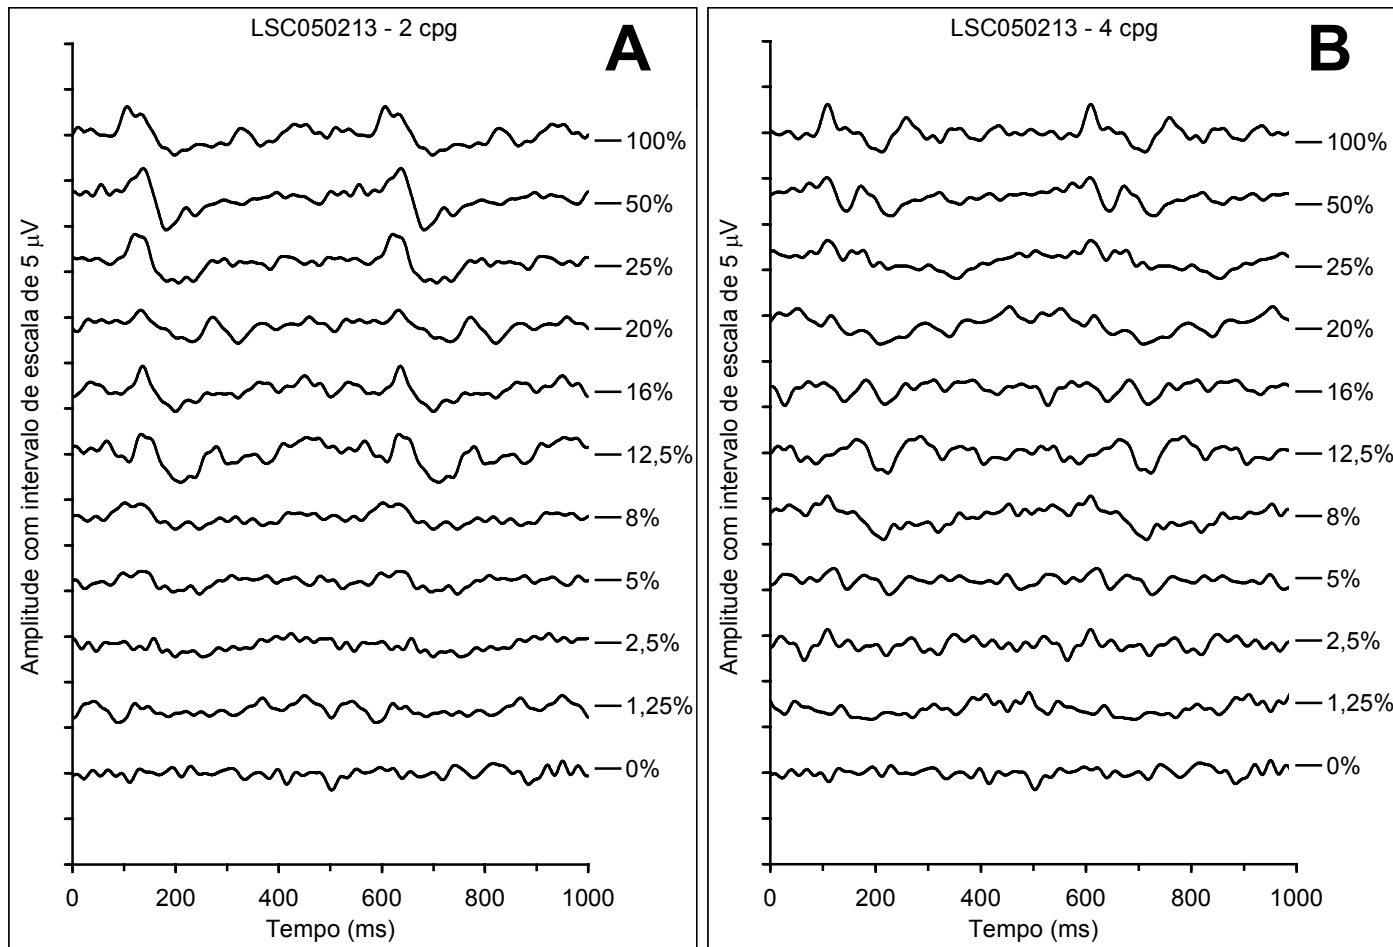 LSC050213 - 2 cpg
A
Amplitude com intervalo de escala de 5 µV
100%
50%
25%
20%
16%
12,5%
8%
5%
2,5%
1,25%
0%
0 200 400 600 800 1000
Tempo (ms)
LSC050213 - 4 cpg
B
Amplitude com intervalo de escala de 5 µV
100%
50%
25%
20%
16%
12,5%
8%
5%
2,5%
1,25%
0%
0 200 400 600 800 1000
Tempo (ms)